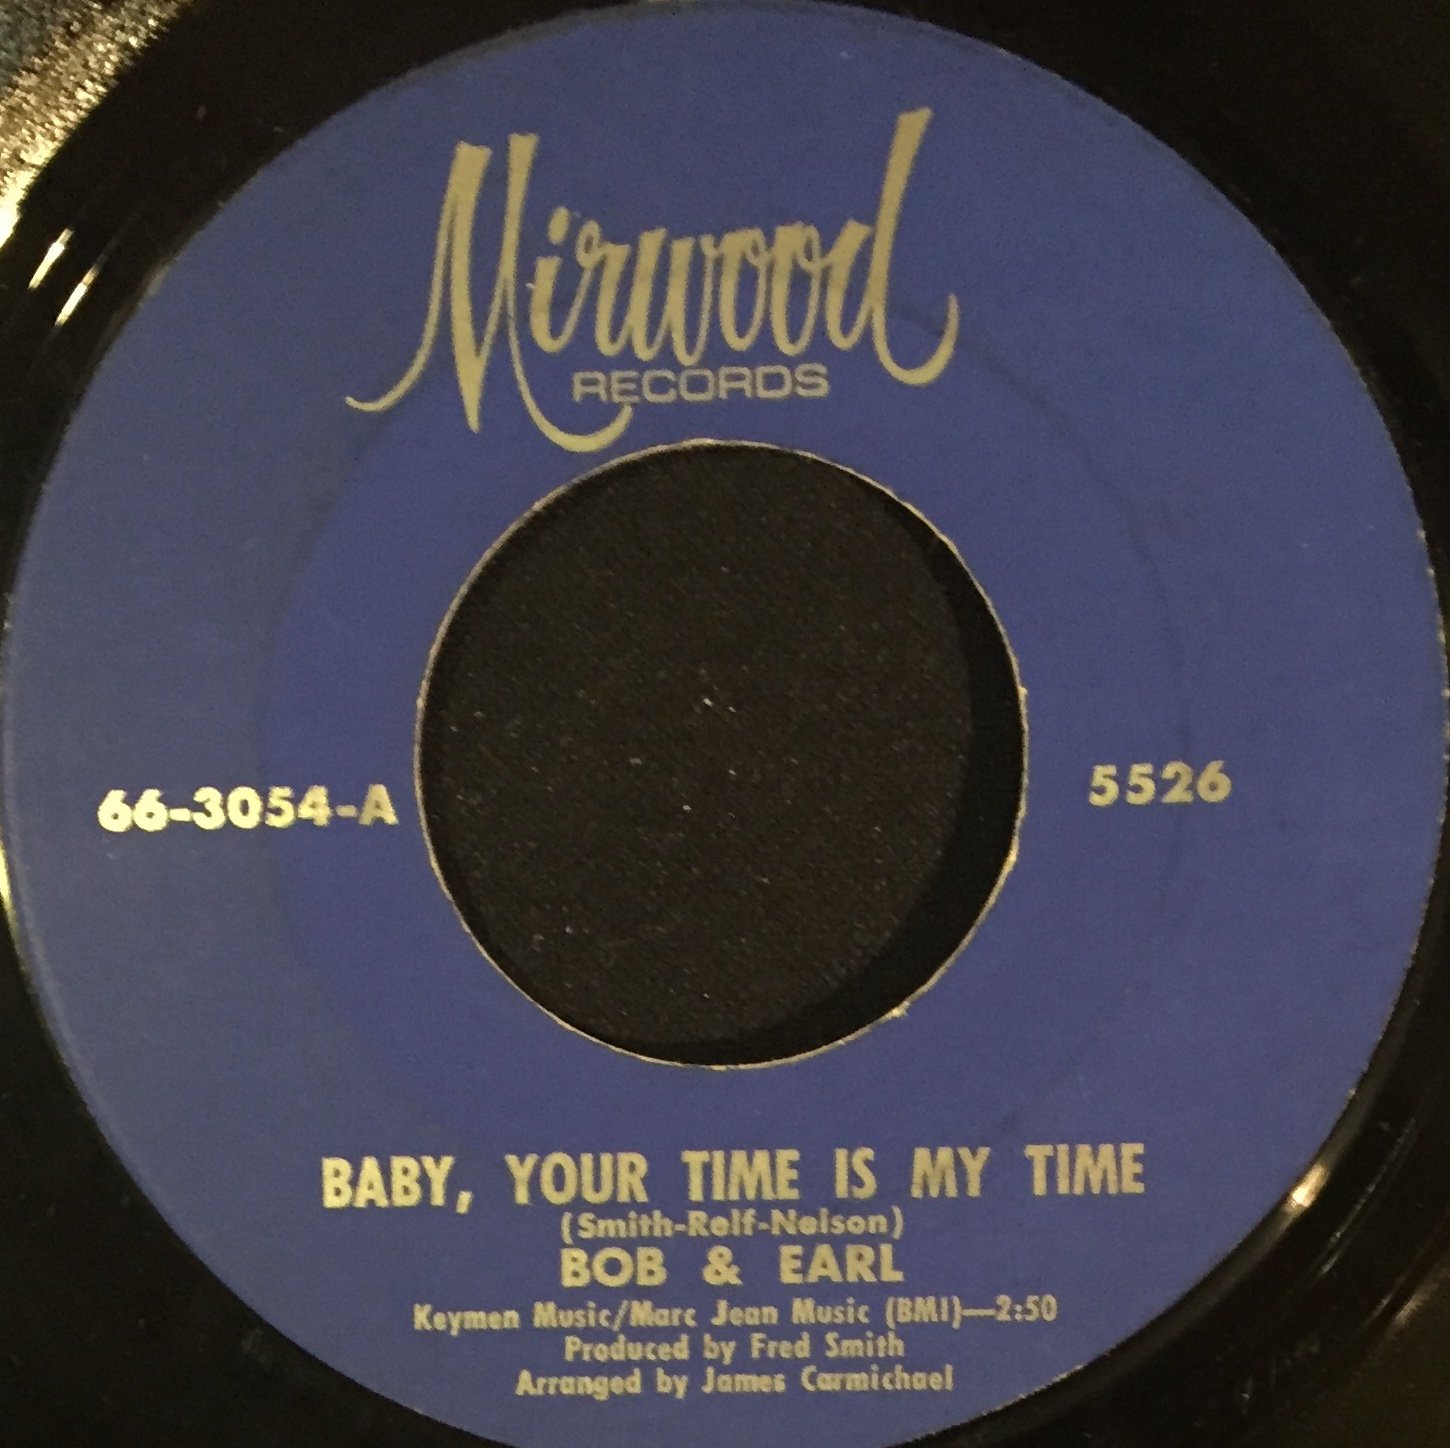 Mirwood
RECORDS
66-3054-A
5526
BABY, YOUR TIME IS MY TIME
(Smith-Relf-Nelson)
BOB & EARL
Keymen Music/Marc Jean Music (BMI)—2:50
Produced by Fred Smith
Arranged by James Carmichael